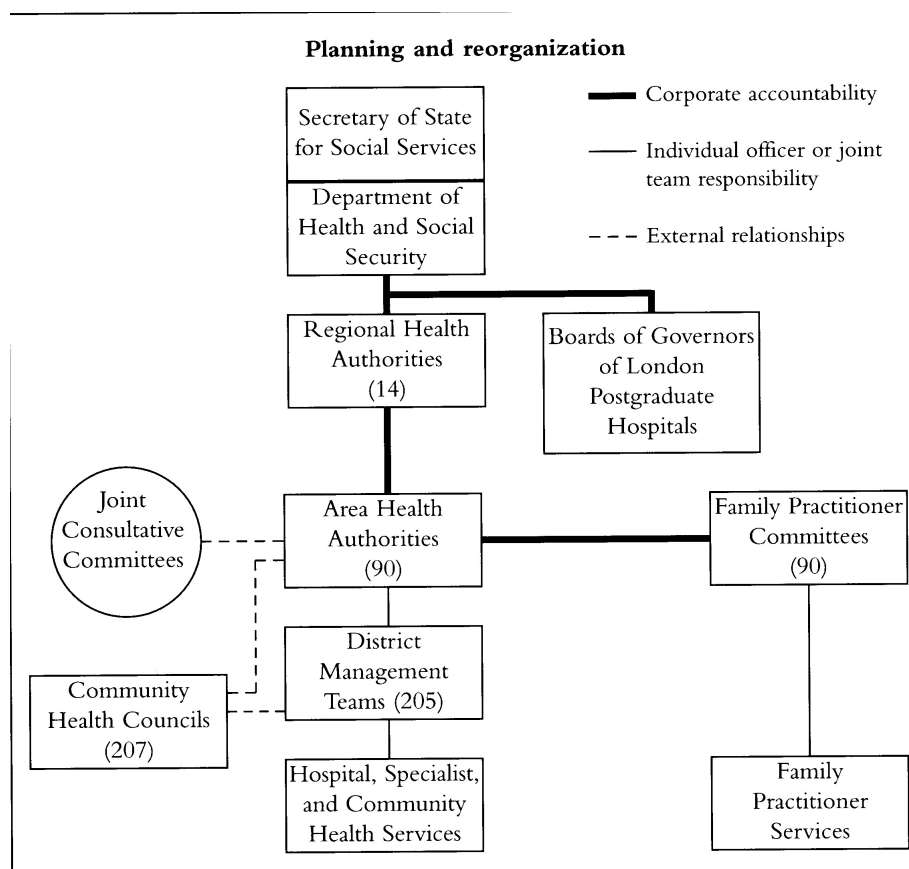 Planning and reorganization
Secretary of State
for Social Services
Department of
Health and Social
Security
Corporate accountability
Individual officer or joint
team responsibility
External relationships
Regional Health
Authorities
(14)
Boards of Governors
of London
Postgraduate
Hospitals
Joint
Consultative
Committees
Area Health
Authorities
(90)
Family Practitioner
Committees
(90)
District
Management
Teams (205)
Community
Health Councils
(207)
Hospital, Specialist,
and Community
Health Services
Family
Practitioner
Services